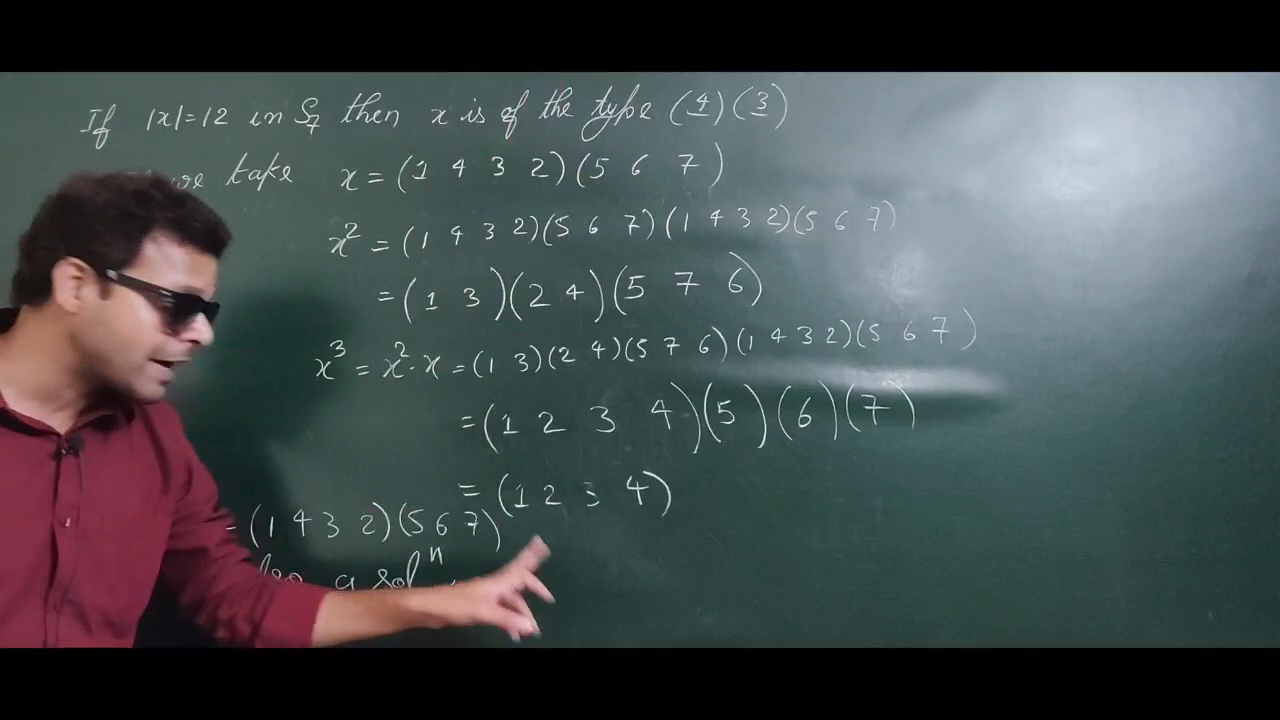 If |x|=12 in S₇ then x is of the type (4)(3)
we take x = (1 4 3 2)(5 6 7)
x² = (1 4 3 2)(5 6 7)(1 4 3 2)(5 6 7)
= (1 3)(2 4)(5 7 6)
x³ = x²·x = (1 3)(2 4)(5 7 6)(1 4 3 2)(5 6 7)
= (1 2 3 4)(5)(6)(7)
= (1 2 3 4)
= (1 4 3 2)(5 6 7)
a solⁿ